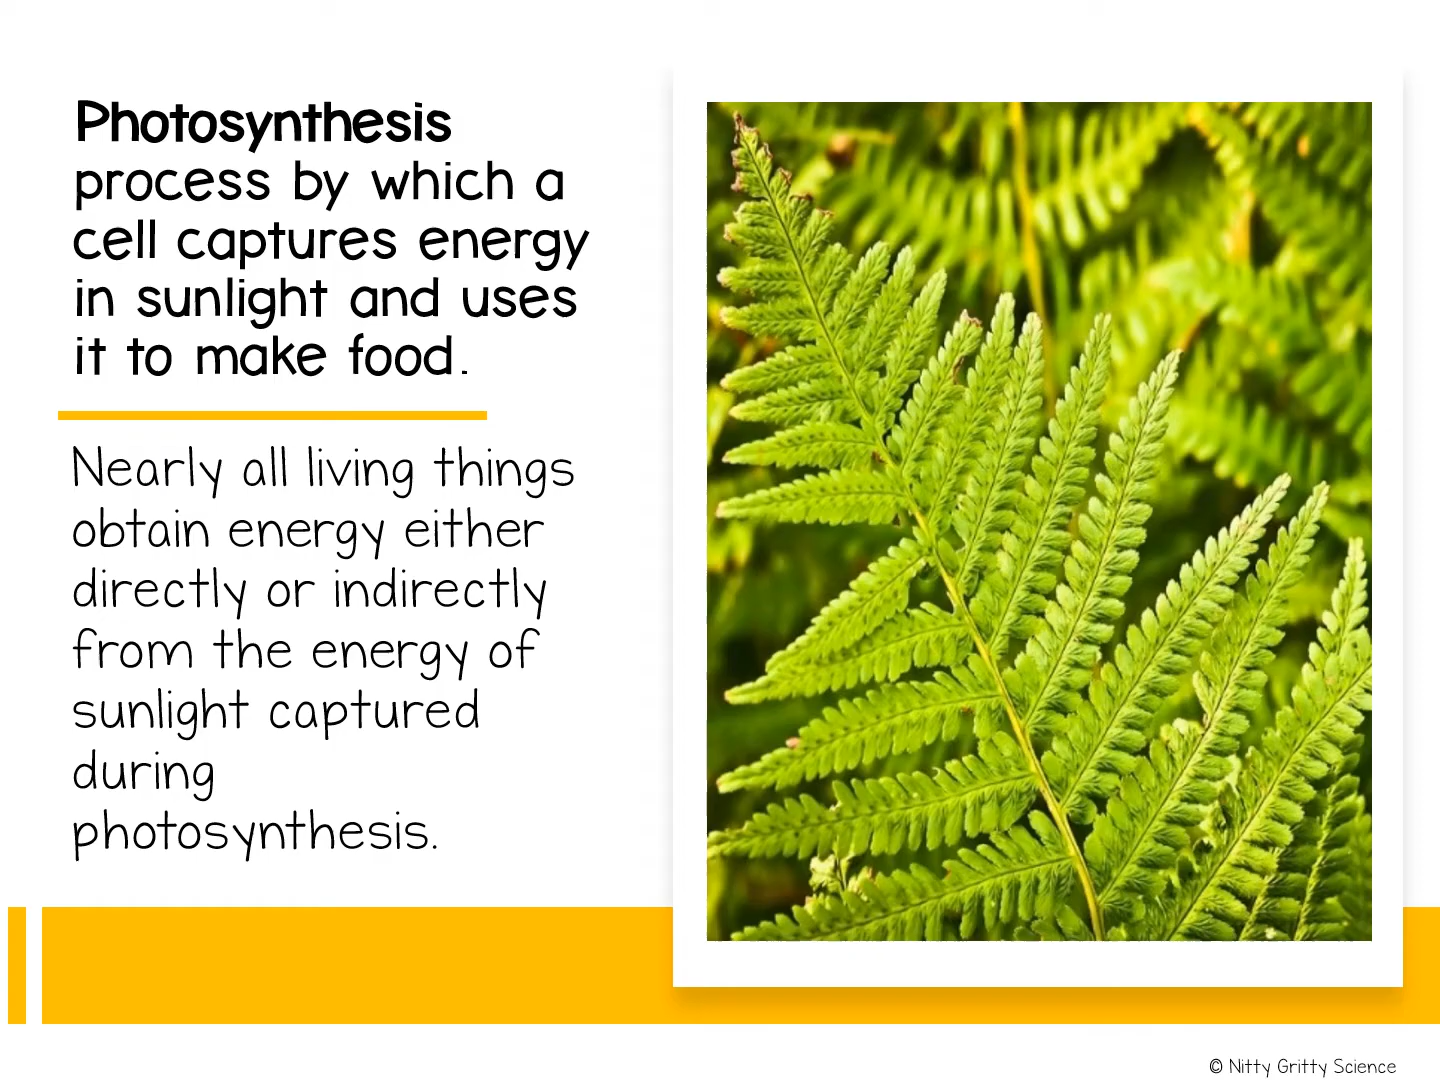 Photosynthesis
process by which a
cell captures energy
in sunlight and uses
it to make food.
Nearly all living things
obtain energy either
directly or indirectly
from the energy of
sunlight captured
during
photosynthesis.
© Nitty Gritty Science